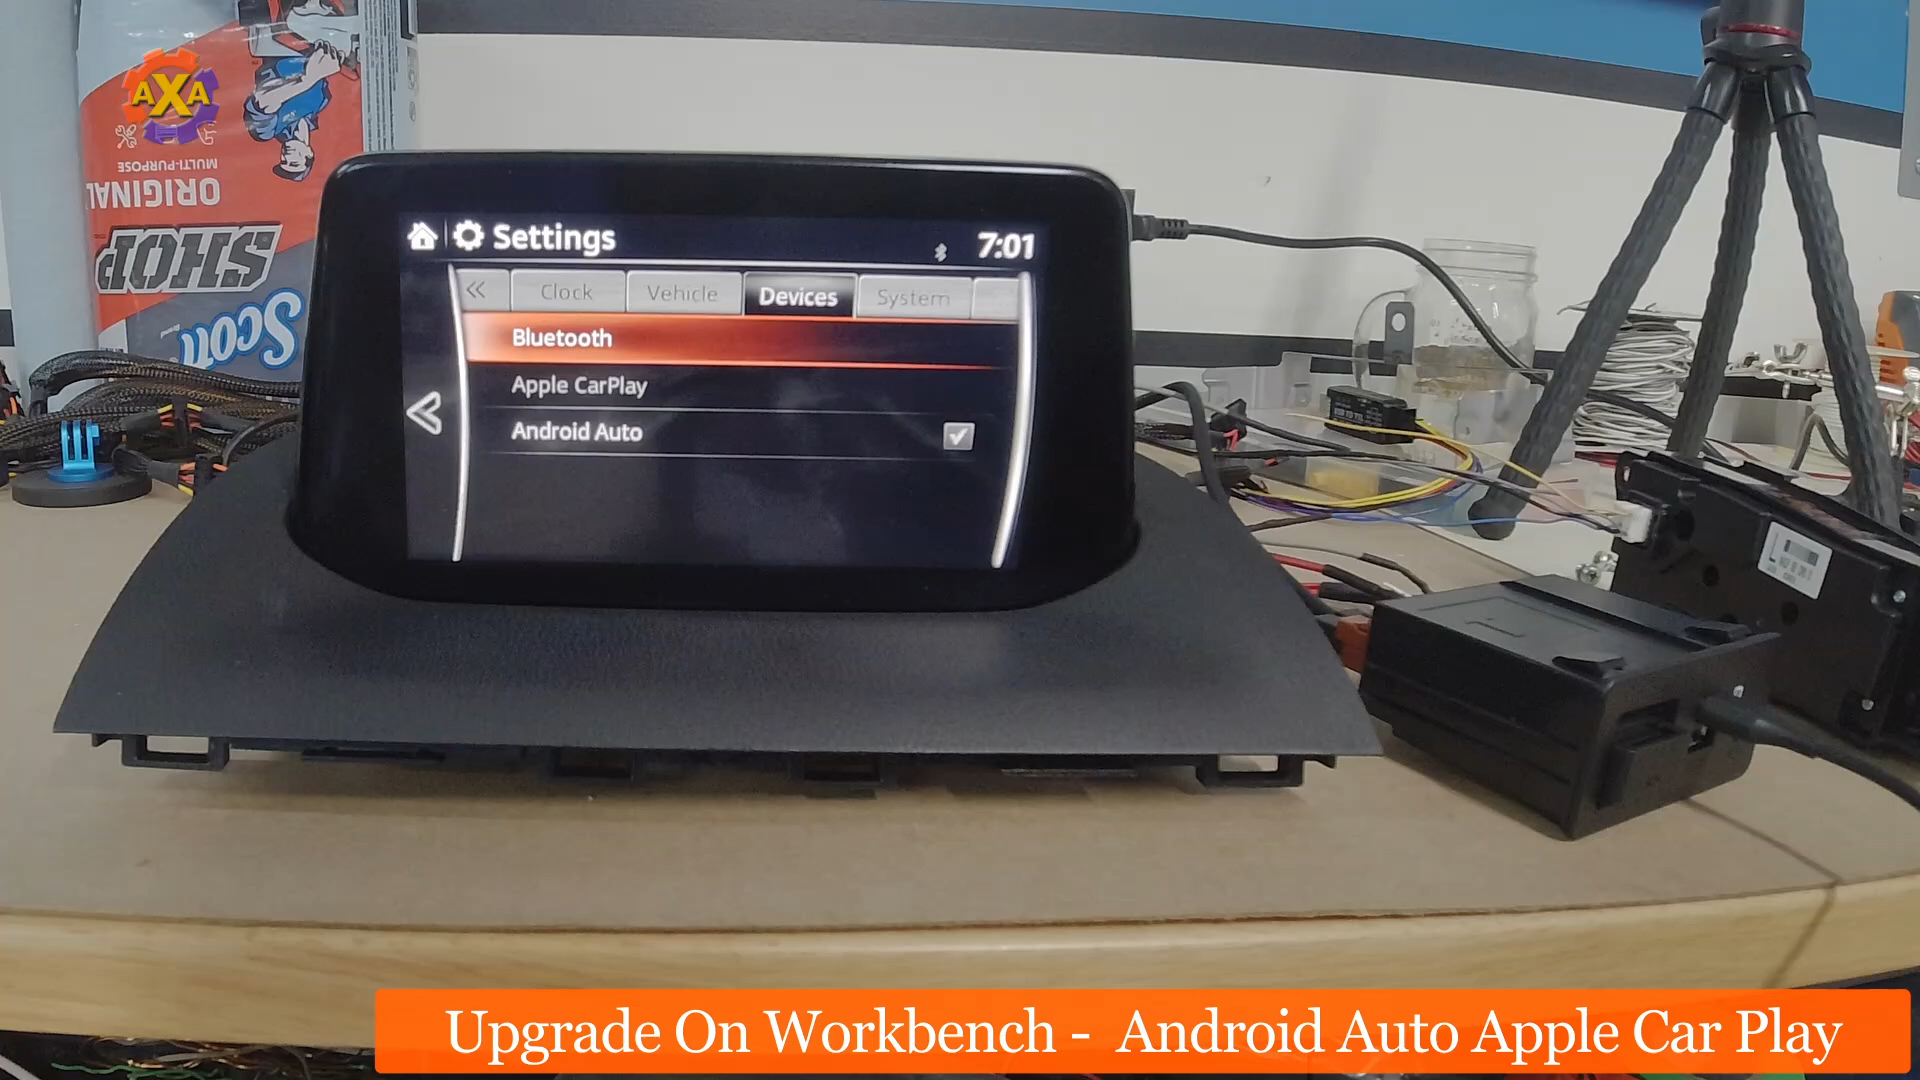 AXA
MULTI-PURPOSE
ORIGINAL
SHOP
Scott
Settings
7:01
« Clock Vehicle Devices System
Bluetooth
Apple CarPlay
Android Auto
Upgrade On Workbench - Android Auto Apple Car Play